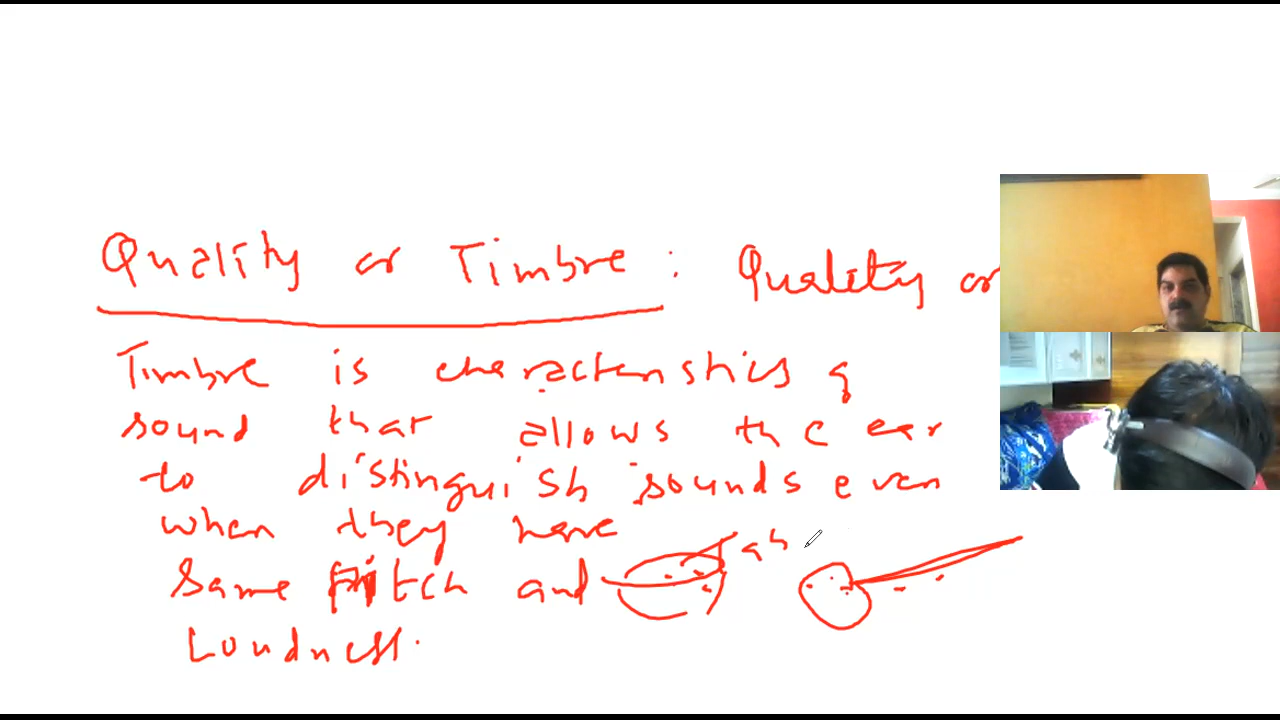 Quality or Timbre : Quality or
Timbre is characteristics of
sound that allows the ear
to distinguish sounds even
when they have
same pitch and
Loudness.